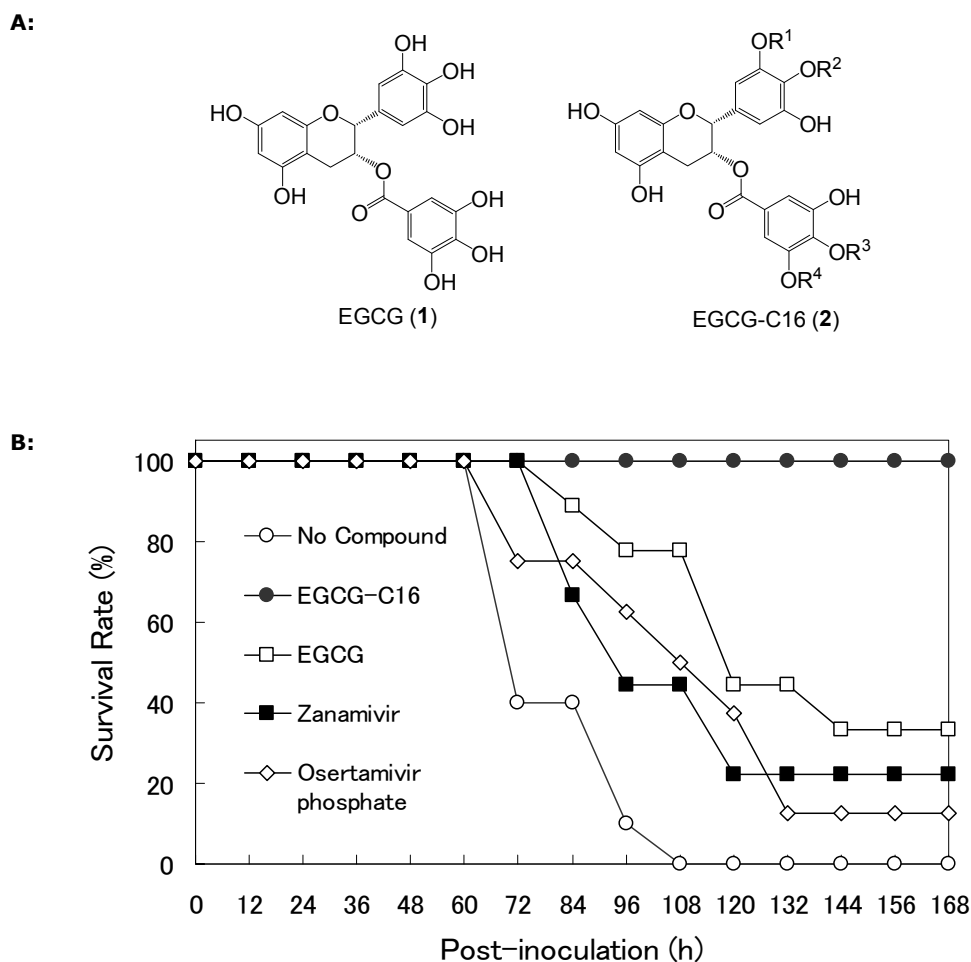 A:
OH
OH
OH
HO
O
OH
O
O
OH
OH
OH
EGCG (1)
OR1
OR2
OH
HO
O
OH
O
O
OH
OR3
OR4
EGCG-C16 (2)
B:
Survival Rate (%)
100
80
60
40
20
0
No Compound
EGCG-C16
EGCG
Zanamivir
Osertamivir
phosphate
0 12 24 36 48 60 72 84 96 108 120 132 144 156 168
Post-inoculation (h)